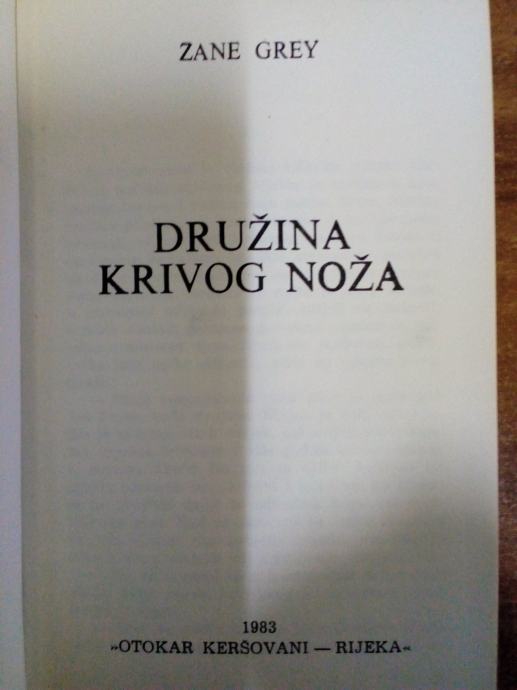 ZANE GREY
DRUŽINA
KRIVOG NOŽA
1983
»OTOKAR KERŠOVANI — RIJEKA«